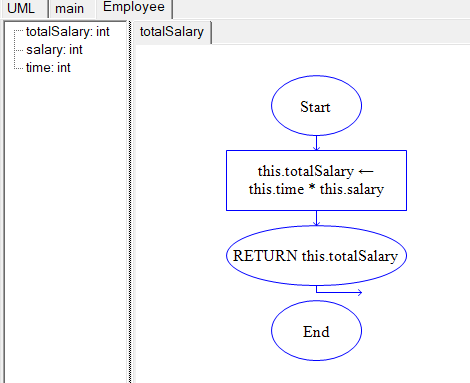 UML main Employee
totalSalary: int
salary: int
time: int
totalSalary
Start
this.totalSalary ←
this.time * this.salary
RETURN this.totalSalary
End